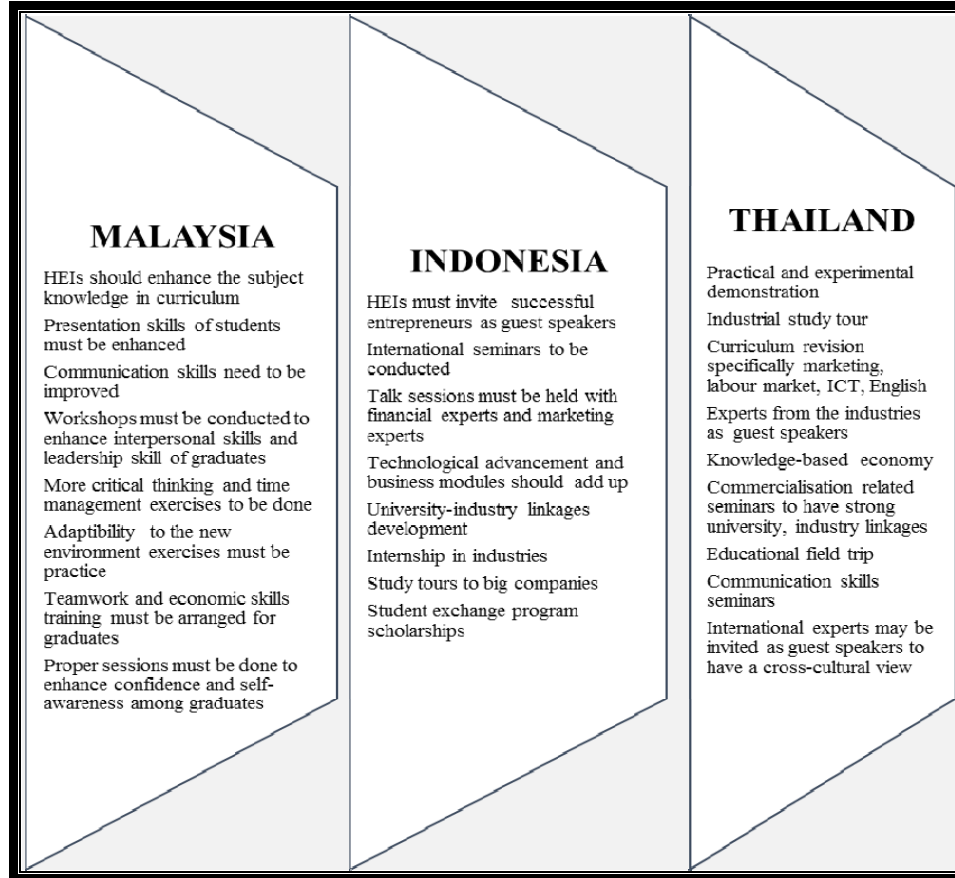 MALAYSIA
HEIs should enhance the subject
knowledge in curriculum
Presentation skills of students
must be enhanced
Communication skills need to be
improved
Workshops must be conducted to
enhance interpersonal skills and
leadership skill of graduates
More critical thinking and time
management exercises to be done
Adaptibility to the new
environment exercises must be
practice
Teamwork and economic skills
training must be arranged for
graduates
Proper sessions must be done to
enhance confidence and self-
awareness among graduates
INDONESIA
HEIs must invite successful
entrepreneurs as guest speakers
International seminars to be
conducted
Talk sessions must be held with
financial experts and marketing
experts
Technological advancement and
business modules should add up
University-industry linkages
development
Internship in industries
Study tours to big companies
Student exchange program
scholarships
THAILAND
Practical and experimental
demonstration
Industrial study tour
Curriculum revision
specifically marketing,
labour market, ICT, English
Experts from the industries
as guest speakers
Knowledge-based economy
Commercialisation related
seminars to have strong
university, industry linkages
Educational field trip
Communication skills
seminars
International experts may be
invited as guest speakers to
have a cross-cultural view